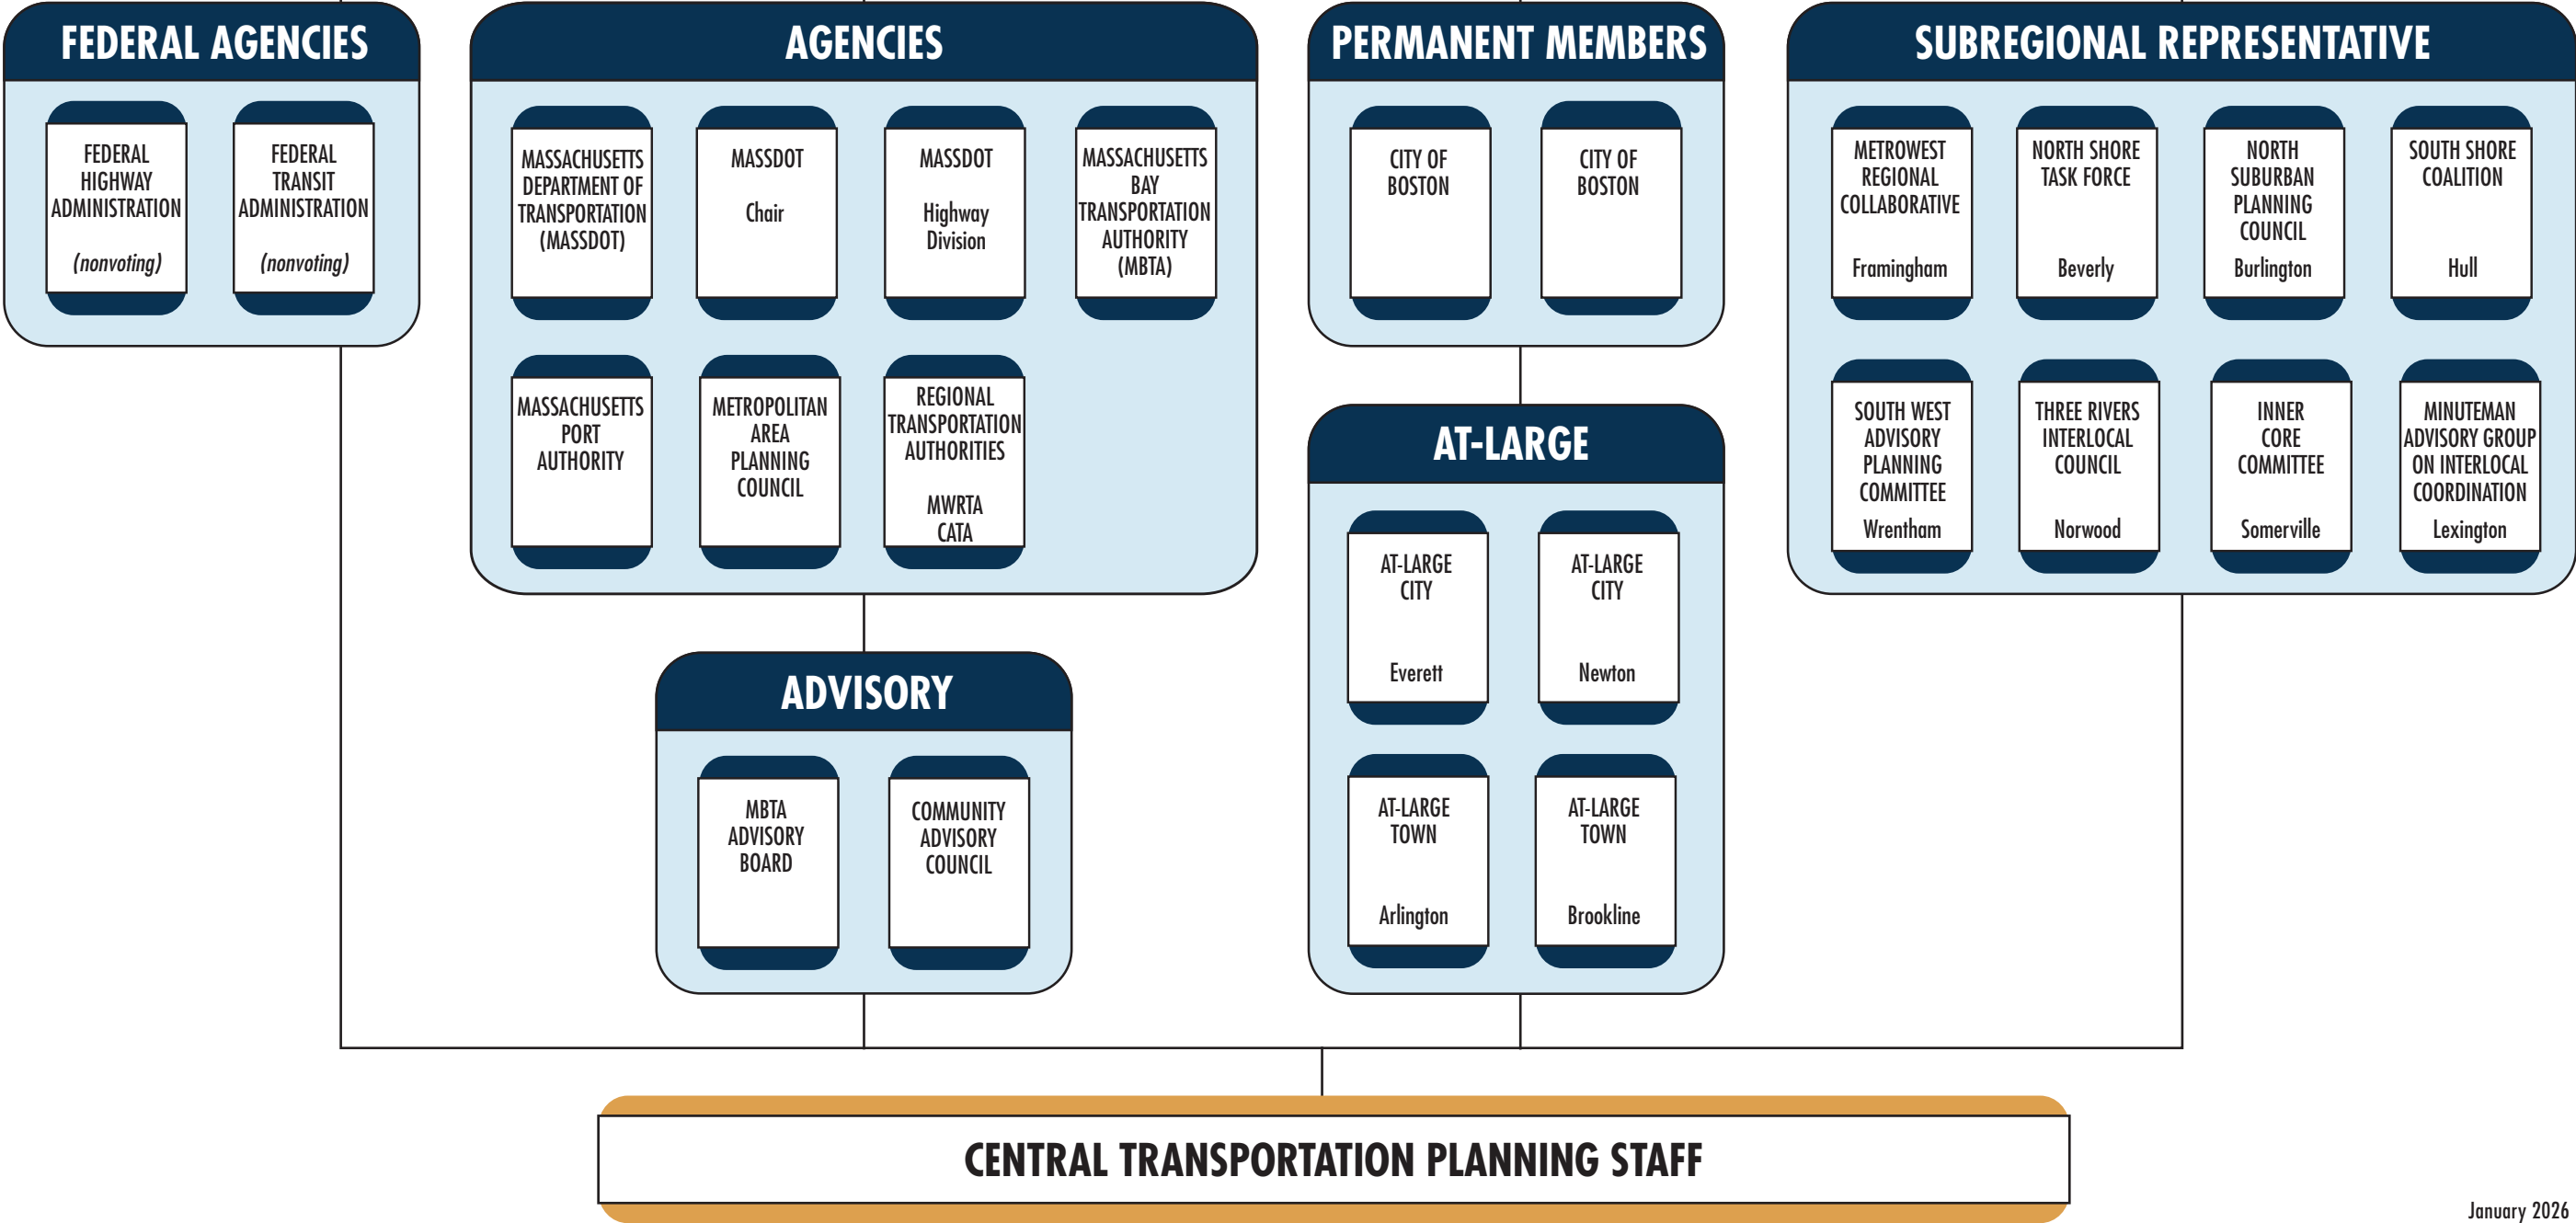 FEDERAL AGENCIES
FEDERAL
HIGHWAY
ADMINISTRATION
(nonvoting)
FEDERAL
TRANSIT
ADMINISTRATION
(nonvoting)
AGENCIES
MASSACHUSETTS
DEPARTMENT OF
TRANSPORTATION
(MASSDOT)
MASSDOT
Chair
MASSDOT
Highway
Division
MASSACHUSETTS
BAY
TRANSPORTATION
AUTHORITY
(MBTA)
MASSACHUSETTS
PORT
AUTHORITY
METROPOLITAN
AREA
PLANNING
COUNCIL
REGIONAL
TRANSPORTATION
AUTHORITIES
MWRTA
CATA
ADVISORY
MBTA
ADVISORY
BOARD
COMMUNITY
ADVISORY
COUNCIL
PERMANENT MEMBERS
CITY OF
BOSTON
CITY OF
BOSTON
AT-LARGE
AT-LARGE
CITY
Everett
AT-LARGE
CITY
Newton
AT-LARGE
TOWN
Arlington
AT-LARGE
TOWN
Brookline
SUBREGIONAL REPRESENTATIVE
METROWEST
REGIONAL
COLLABORATIVE
Framingham
NORTH SHORE
TASK FORCE
Beverly
NORTH
SUBURBAN
PLANNING
COUNCIL
Burlington
SOUTH SHORE
COALITION
Hull
SOUTH WEST
ADVISORY
PLANNING
COMMITTEE
Wrentham
THREE RIVERS
INTERLOCAL
COUNCIL
Norwood
INNER
CORE
COMMITTEE
Somerville
MINUTEMAN
ADVISORY GROUP
ON INTERLOCAL
COORDINATION
Lexington
CENTRAL TRANSPORTATION PLANNING STAFF
January 2026